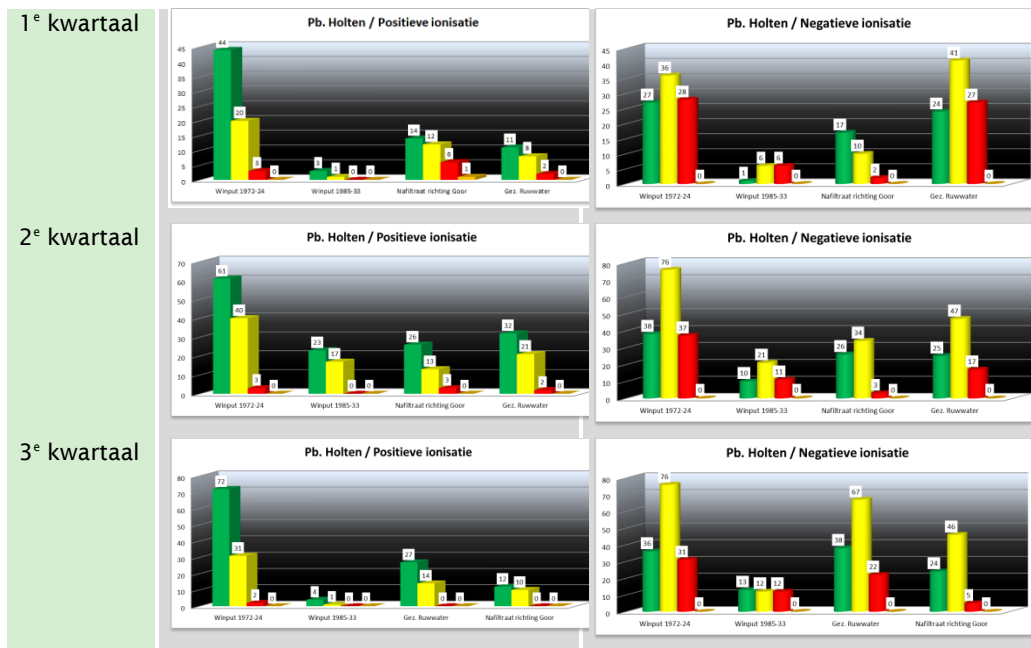 1e kwartaal
Pb. Holten / Positieve ionisatie
45
40
35
30
25
20
15
10
5
0
44 20 3 0
3 1 0 0
14 12 6 1
11 8 2 0
Winput 1972-24 Winput 1985-33 Nafiltraat richting Goor Gez. Ruwwater
Pb. Holten / Negatieve ionisatie
45
40
35
30
25
20
15
10
5
0
27 36 28 0
1 6 6 0
17 10 2 0
24 41 27 0
Winput 1972-24 Winput 1985-33 Nafiltraat richting Goor Gez. Ruwwater
2e kwartaal
Pb. Holten / Positieve ionisatie
70
60
50
40
30
20
10
0
61 40 3 0
23 17 0 0
26 13 3 0
32 21 2 0
Winput 1972-24 Winput 1985-33 Nafiltraat richting Goor Gez. Ruwwater
Pb. Holten / Negatieve ionisatie
80
70
60
50
40
30
20
10
0
38 76 37 0
10 21 11 0
26 34 3 0
25 47 17 0
Winput 1972-24 Winput 1985-33 Nafiltraat richting Goor Gez. Ruwwater
3e kwartaal
Pb. Holten / Positieve ionisatie
80
70
60
50
40
30
20
10
0
72 31 2 0
4 1 0 0
27 14 0 0
12 10 0 0
Winput 1972-24 Winput 1985-33 Gez. Ruwwater Nafiltraat richting Goor
Pb. Holten / Negatieve ionisatie
80
70
60
50
40
30
20
10
0
36 76 31 0
13 12 12 0
38 67 22 0
24 46 5 0
Winput 1972-24 Winput 1985-33 Gez. Ruwwater Nafiltraat richting Goor